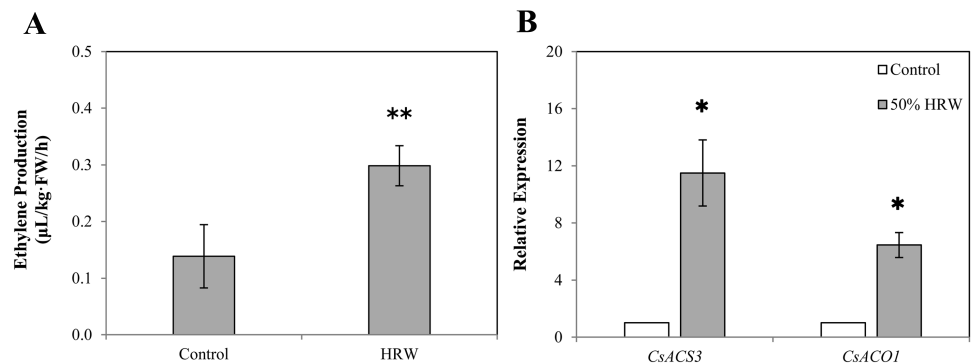 A
Ethylene Production
(µL/kg·FW/h)
0.5
0.4
0.3
0.2
0.1
0.0
**
Control
HRW
B
Relative Expression
20
16
12
8
4
0
Control
50% HRW
*
*
CsACS3
CsACO1